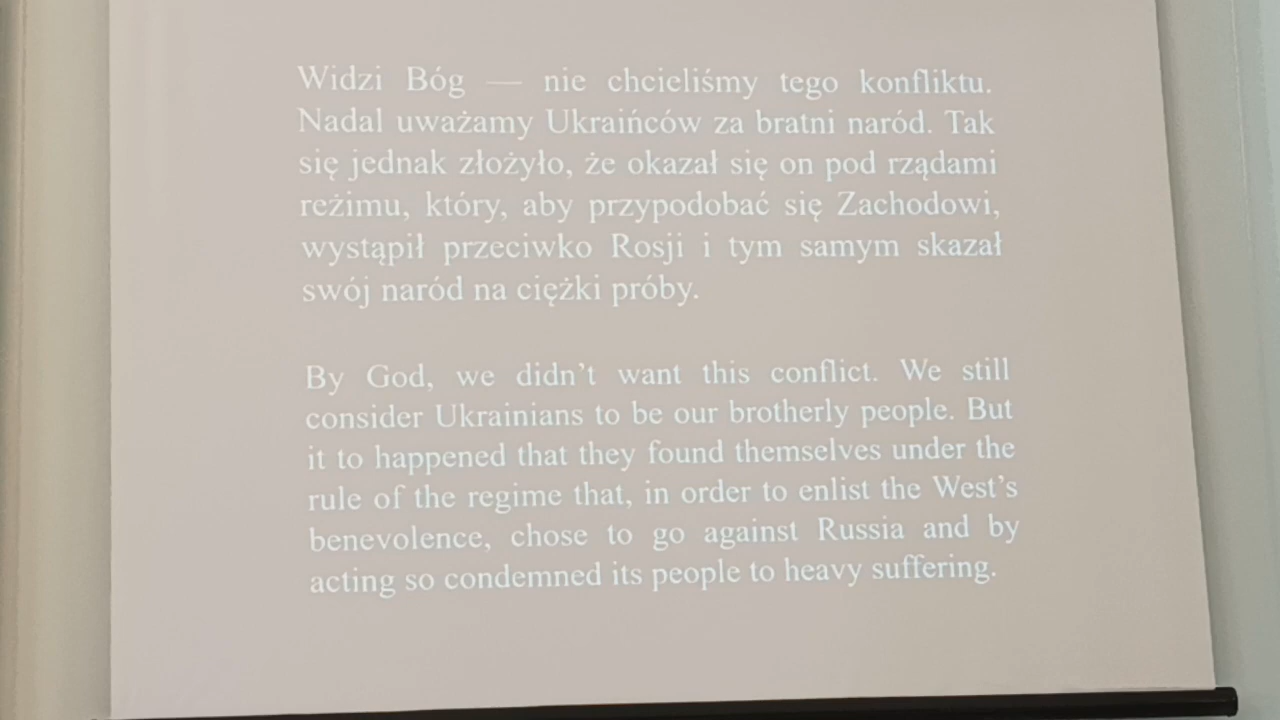 Widzi Bóg — nie chcieliśmy tego konfliktu.
Nadal uważamy Ukraińców za bratni naród. Tak
się jednak złożyło, że okazał się on pod rządami
reżimu, który, aby przypodobać się Zachodowi,
wystąpił przeciwko Rosji i tym samym skazał
swój naród na ciężki próby.
By God, we didn’t want this conflict. We still
consider Ukrainians to be our brotherly people. But
it to happened that they found themselves under the
rule of the regime that, in order to enlist the West’s
benevolence, chose to go against Russia and by
acting so condemned its people to heavy suffering.